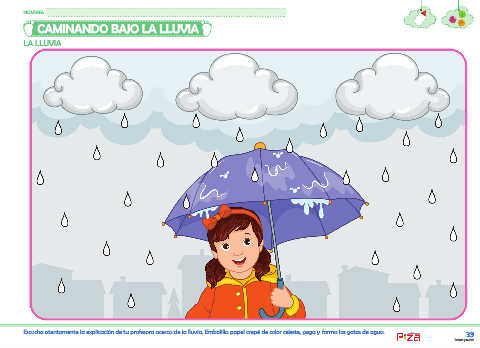 NOMBRE:
CAMINANDO BAJO LA LLUVIA
LA LLUVIA
Escucha atentamente la explicación de tu profesora acerca de la lluvia. Embolilla papel crepé de color celeste, pega y forma las gotas de agua.
39